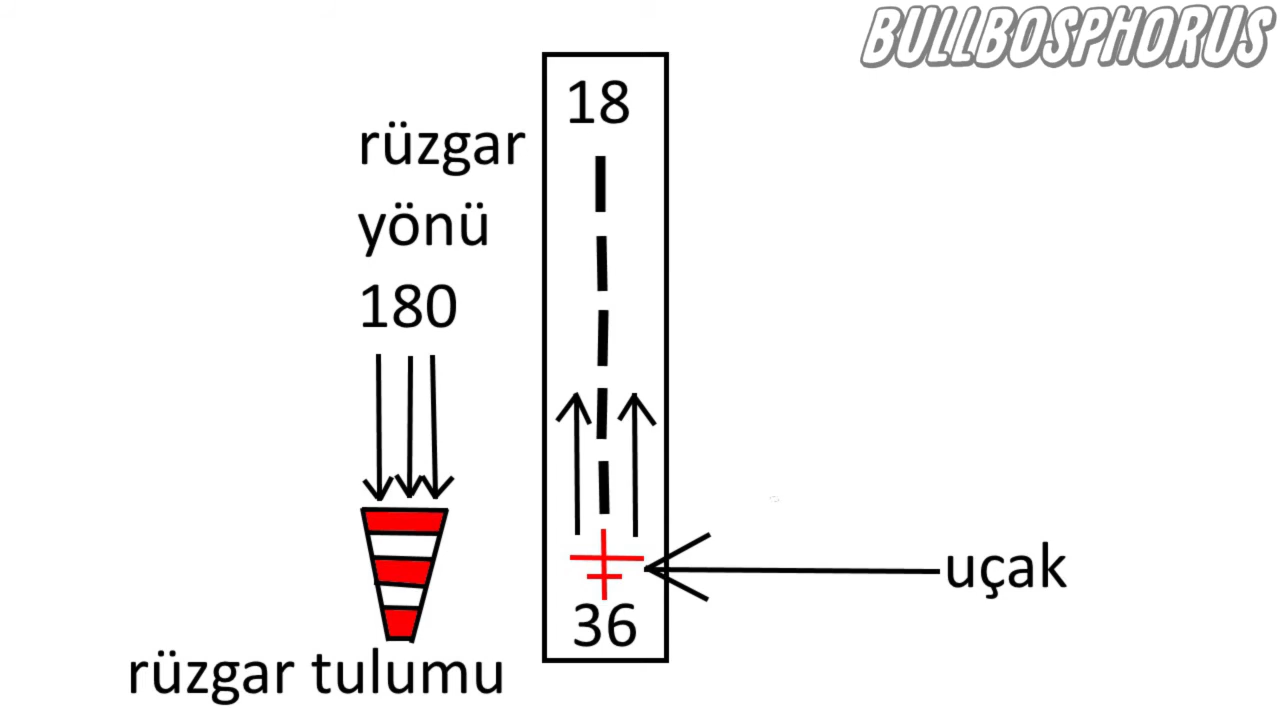 BULLBOSPHORUS
18
rüzgar
yönü
180
uçak
36
rüzgar tulumu